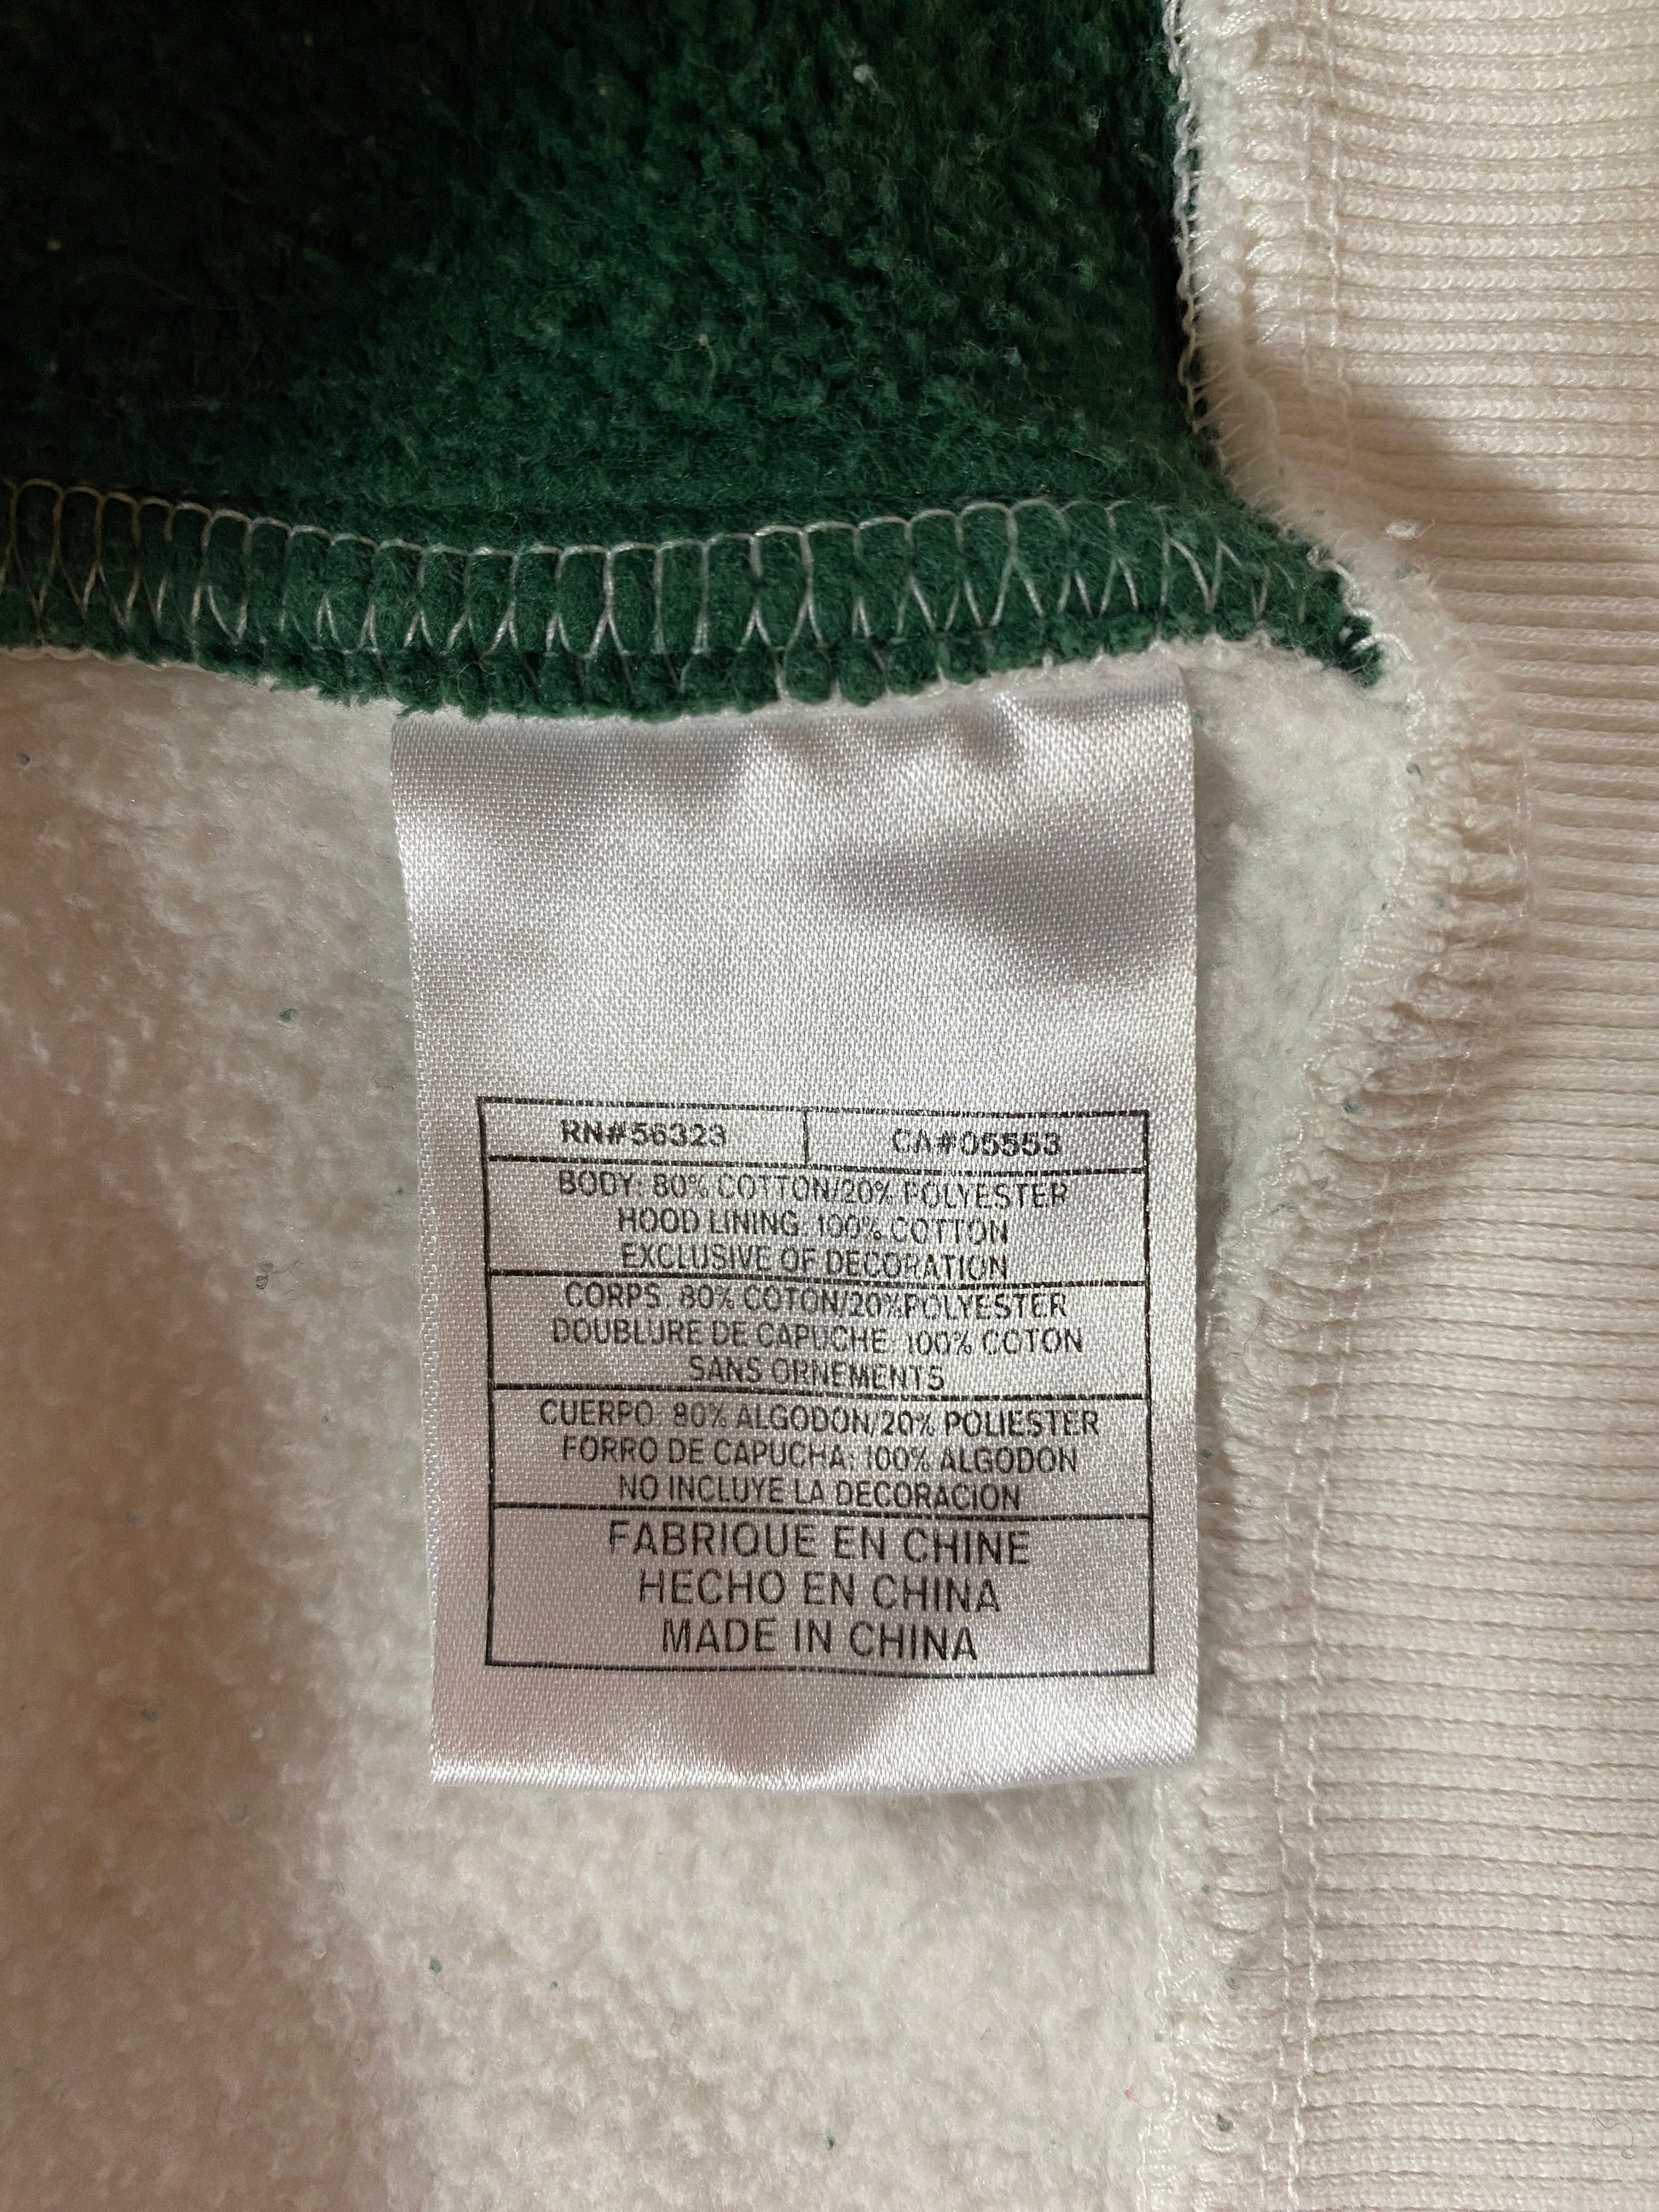 RN#56323 CA#05553
BODY: 80% COTTON/20% POLYESTER
HOOD LINING: 100% COTTON
EXCLUSIVE OF DECORATION
CORPS: 80% COTON/20%POLYESTER
DOUBLURE DE CAPUCHE: 100% COTON
SANS ORNEMENTS
CUERPO: 80% ALGODON/20% POLIESTER
FORRO DE CAPUCHA: 100% ALGODON
NO INCLUYE LA DECORACION
FABRIQUE EN CHINE
HECHO EN CHINA
MADE IN CHINA